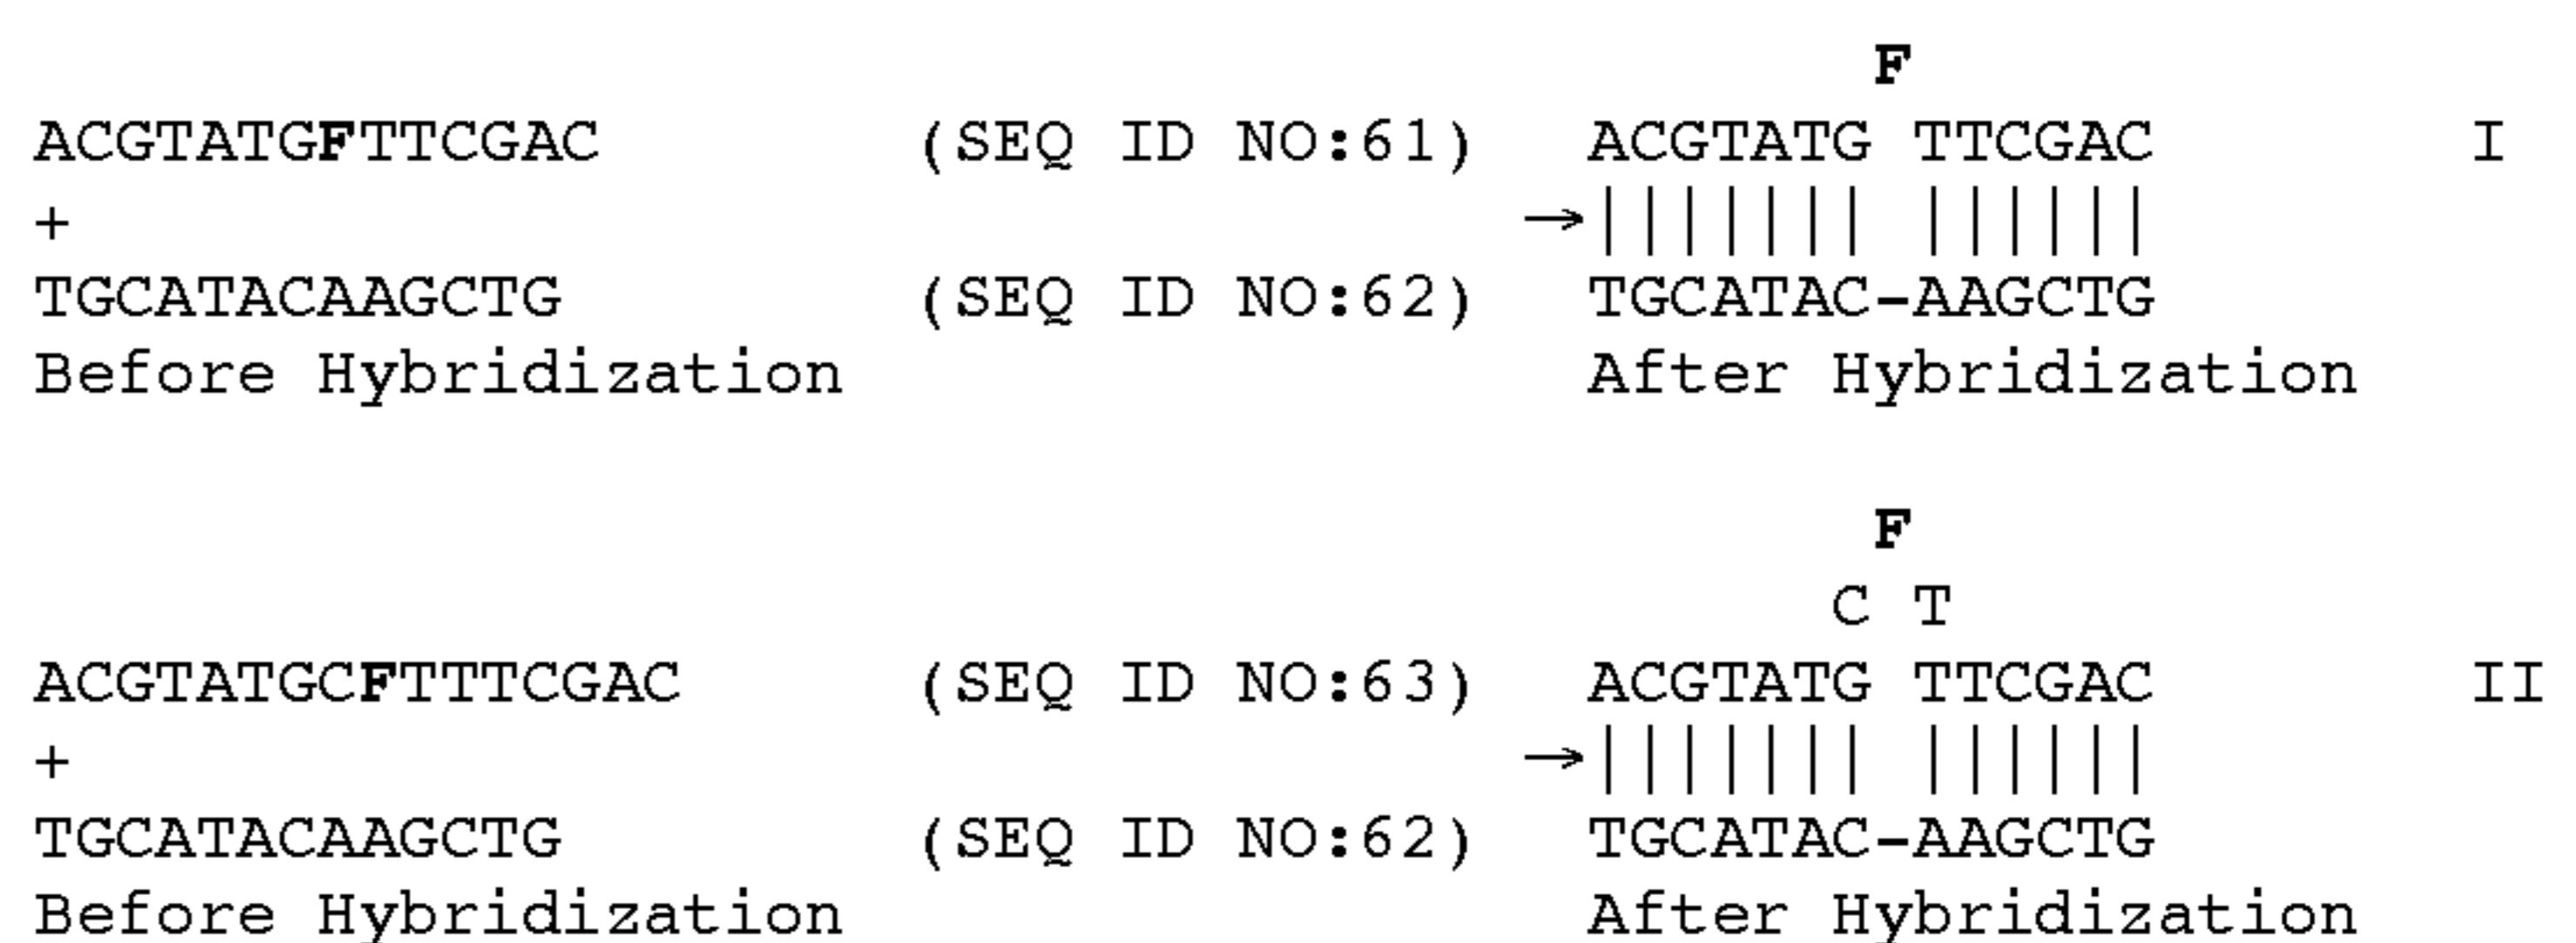 F
ACGTATGFTTCGAC (SEQ ID NO:61) ACGTATG TTCGAC I
+ →||||||| ||||||
TGCATACAAGCTG (SEQ ID NO:62) TGCATAC-AAGCTG
Before Hybridization After Hybridization
F
C T
ACGTATGCFTTTCGAC (SEQ ID NO:63) ACGTATG TTCGAC II
+ →||||||| ||||||
TGCATACAAGCTG (SEQ ID NO:62) TGCATAC-AAGCTG
Before Hybridization After Hybridization